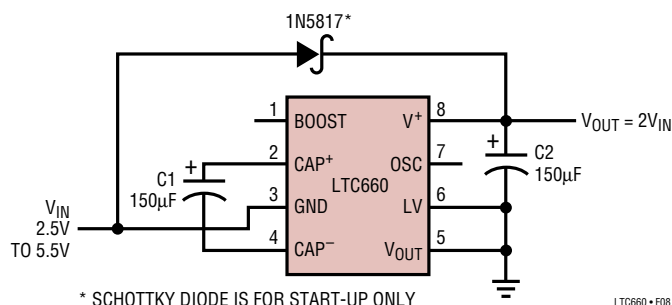 1N5817*
1 BOOST V+ 8
VOUT = 2VIN
2 CAP+ OSC 7
+ C1 150µF
LTC660
+ C2 150µF
3 GND LV 6
VIN
2.5V
TO 5.5V
4 CAP– VOUT 5
* SCHOTTKY DIODE IS FOR START-UP ONLY
LTC660 • F08